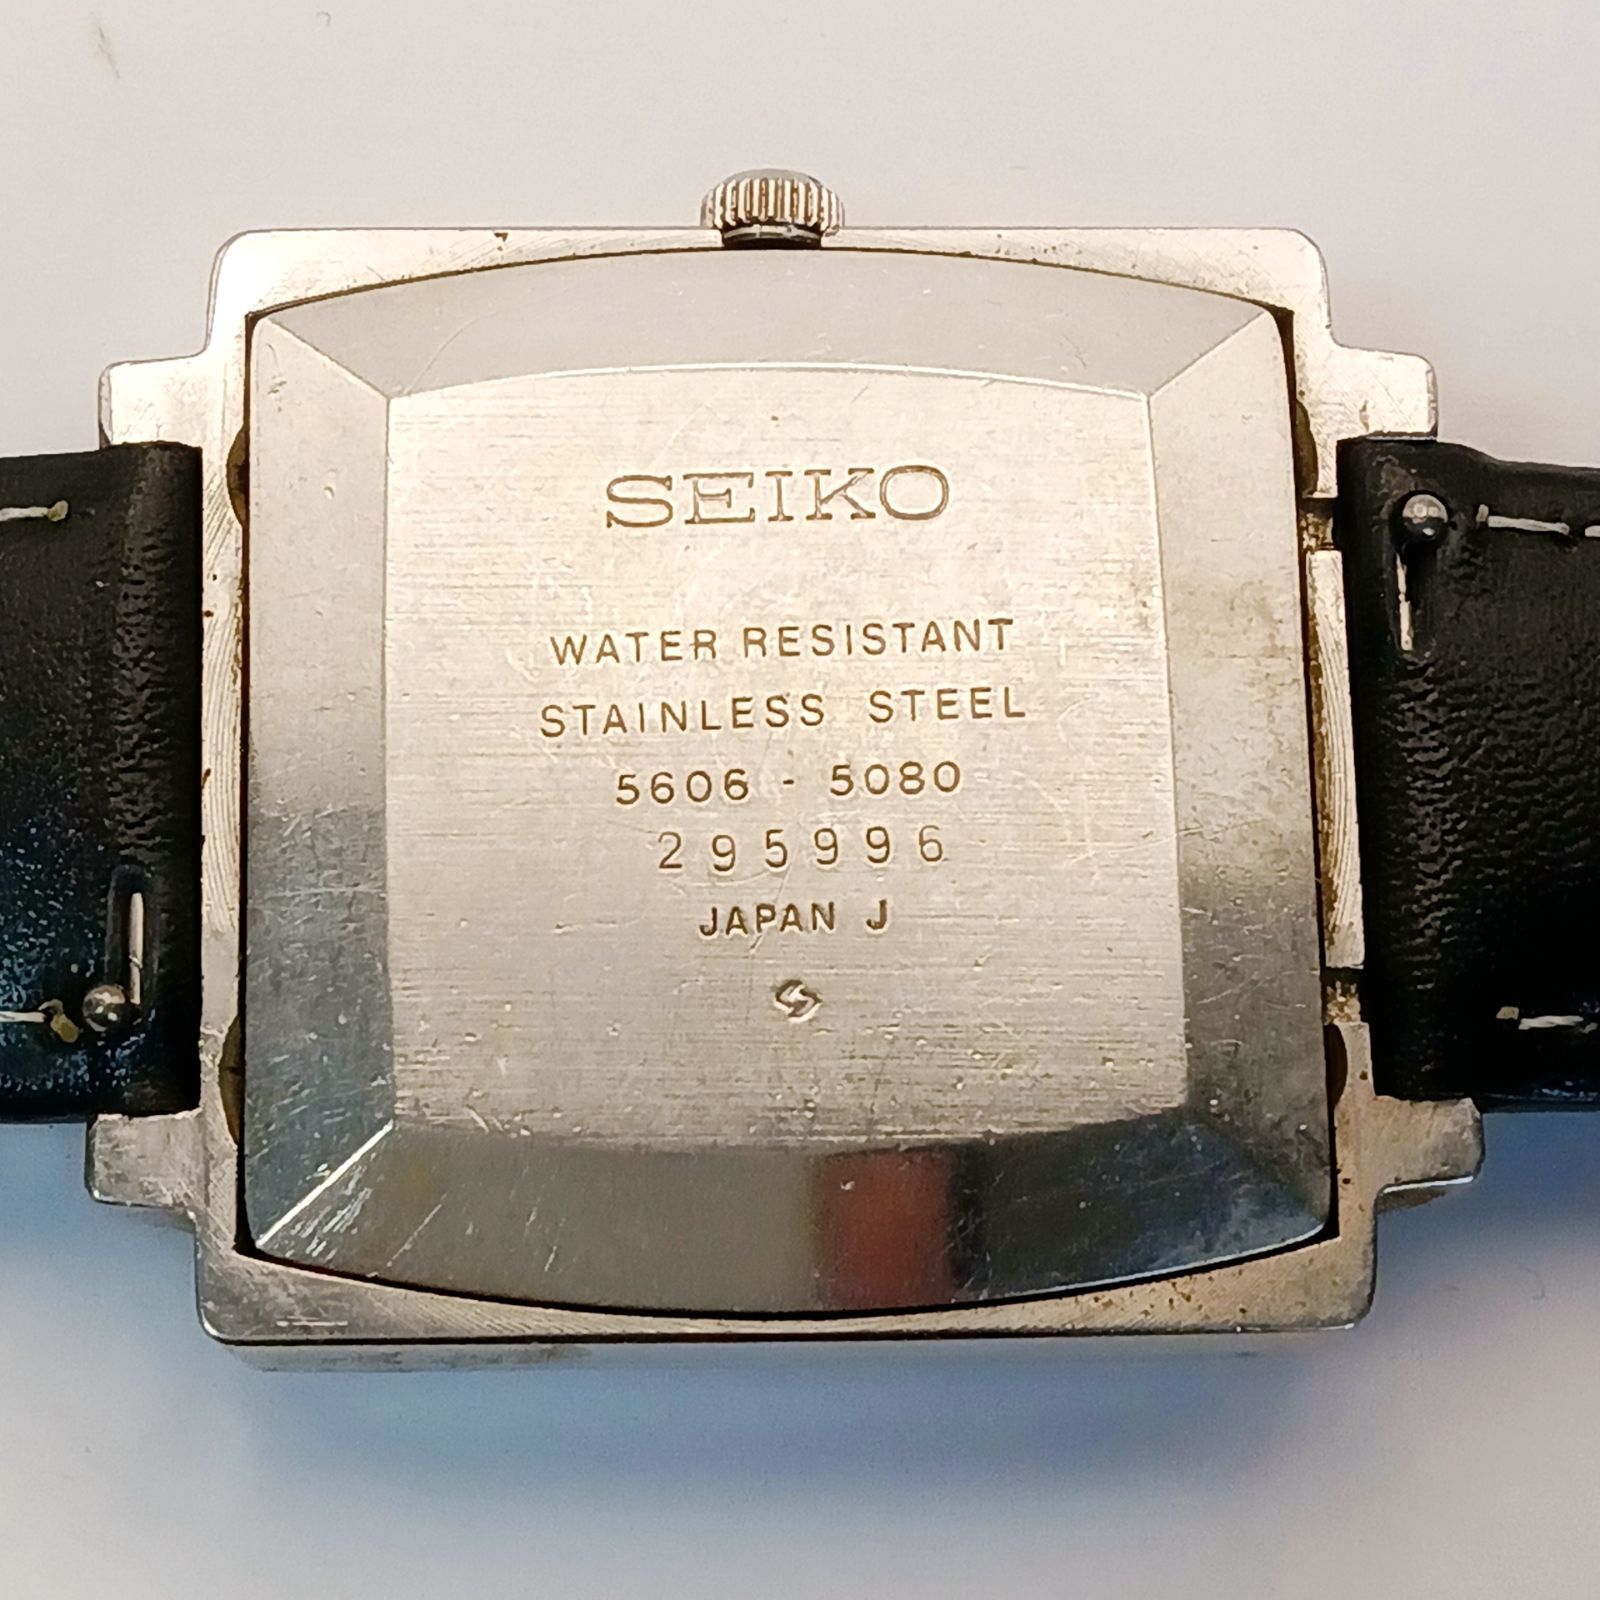 SEIKO
WATER RESISTANT
STAINLESS STEEL
5606 - 5080
295996
JAPAN J